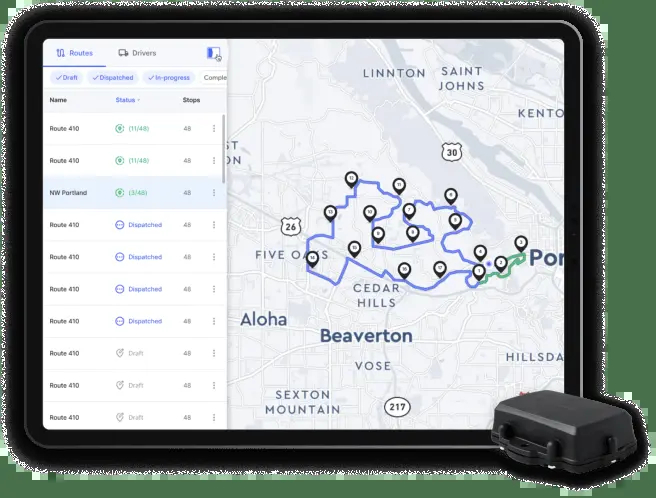 Routes
Drivers
Draft
Dispatched
In-progress
Comple
Name
Status
Stops
Route 410
(11/48)
48
Route 410
(11/48)
48
NW Portland
(3/48)
48
Route 410
Dispatched
48
Route 410
Dispatched
48
Route 410
Dispatched
48
Route 410
Dispatched
48
Route 410
Draft
48
Route 410
Draft
48
Route 410
Draft
48
LINNTON
SAINT
JOHNS
KENTO
ST
ON
30
26
FIVE OAKS
Por
CEDAR
HILLS
Aloha
Beaverton
VOSE
HILLSDA
SEXTON
MOUNTAIN
217